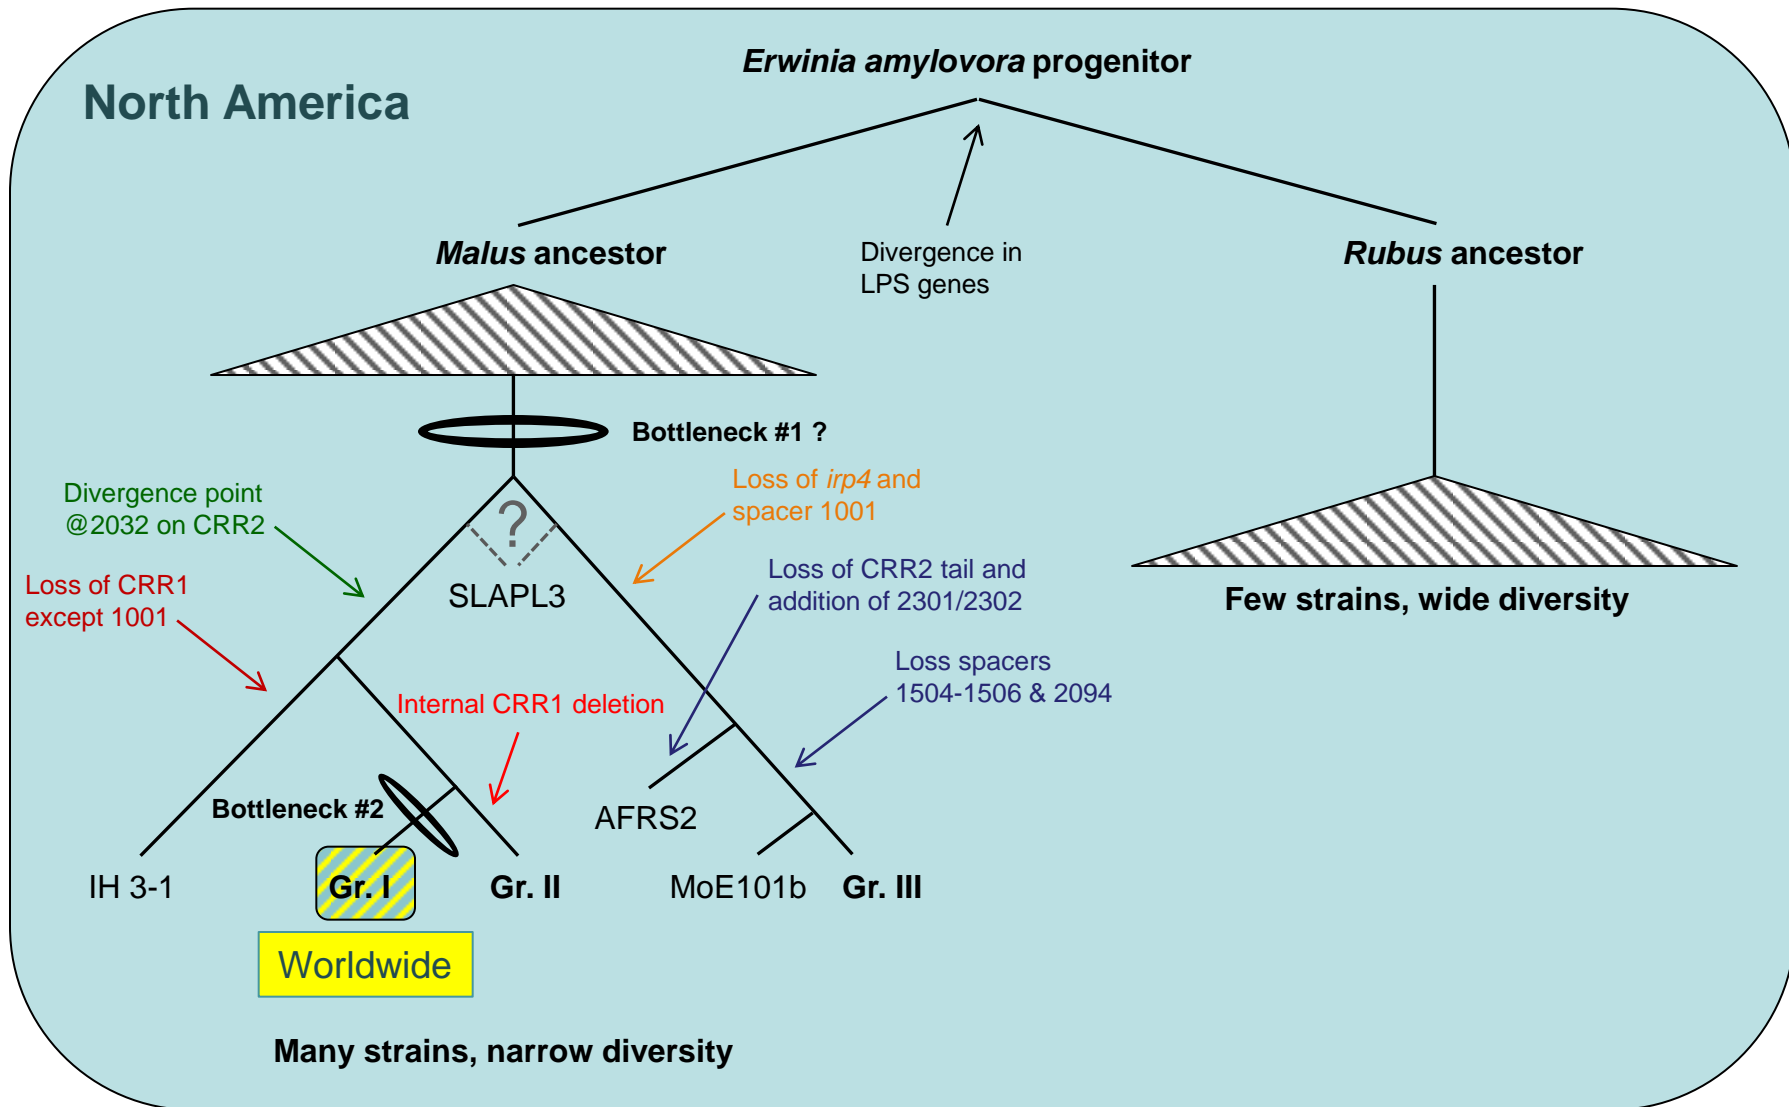 Erwinia amylovora progenitor
North America
Divergence in
LPS genes
Malus ancestor
Rubus ancestor
Bottleneck #1 ?
Divergence point
@2032 on CRR2
Loss of irp4 and
spacer 1001
?
SLAPL3
Loss of CRR1
except 1001
Loss of CRR2 tail and
addition of 2301/2302
Few strains, wide diversity
Loss spacers
1504-1506 & 2094
Internal CRR1 deletion
Bottleneck #2
AFRS2
IH 3-1
Gr. I
Gr. II
MoE101b
Gr. III
Worldwide
Many strains, narrow diversity